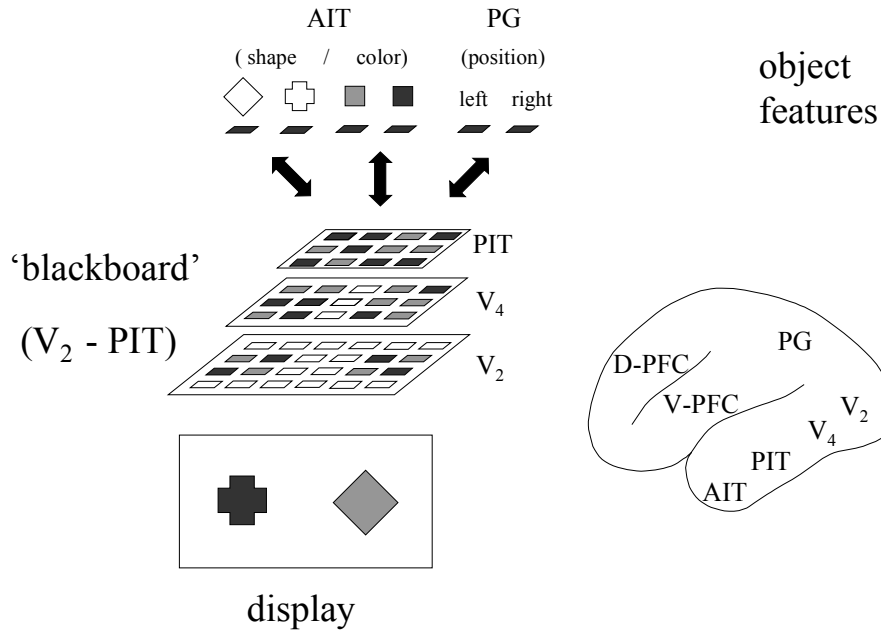 AIT PG
( shape / color) (position)
object
features
left right
PIT
'blackboard'
(V₂ - PIT)
V₄
V₂
display
PG
D-PFC
V-PFC
V₂
V₄
PIT
AIT